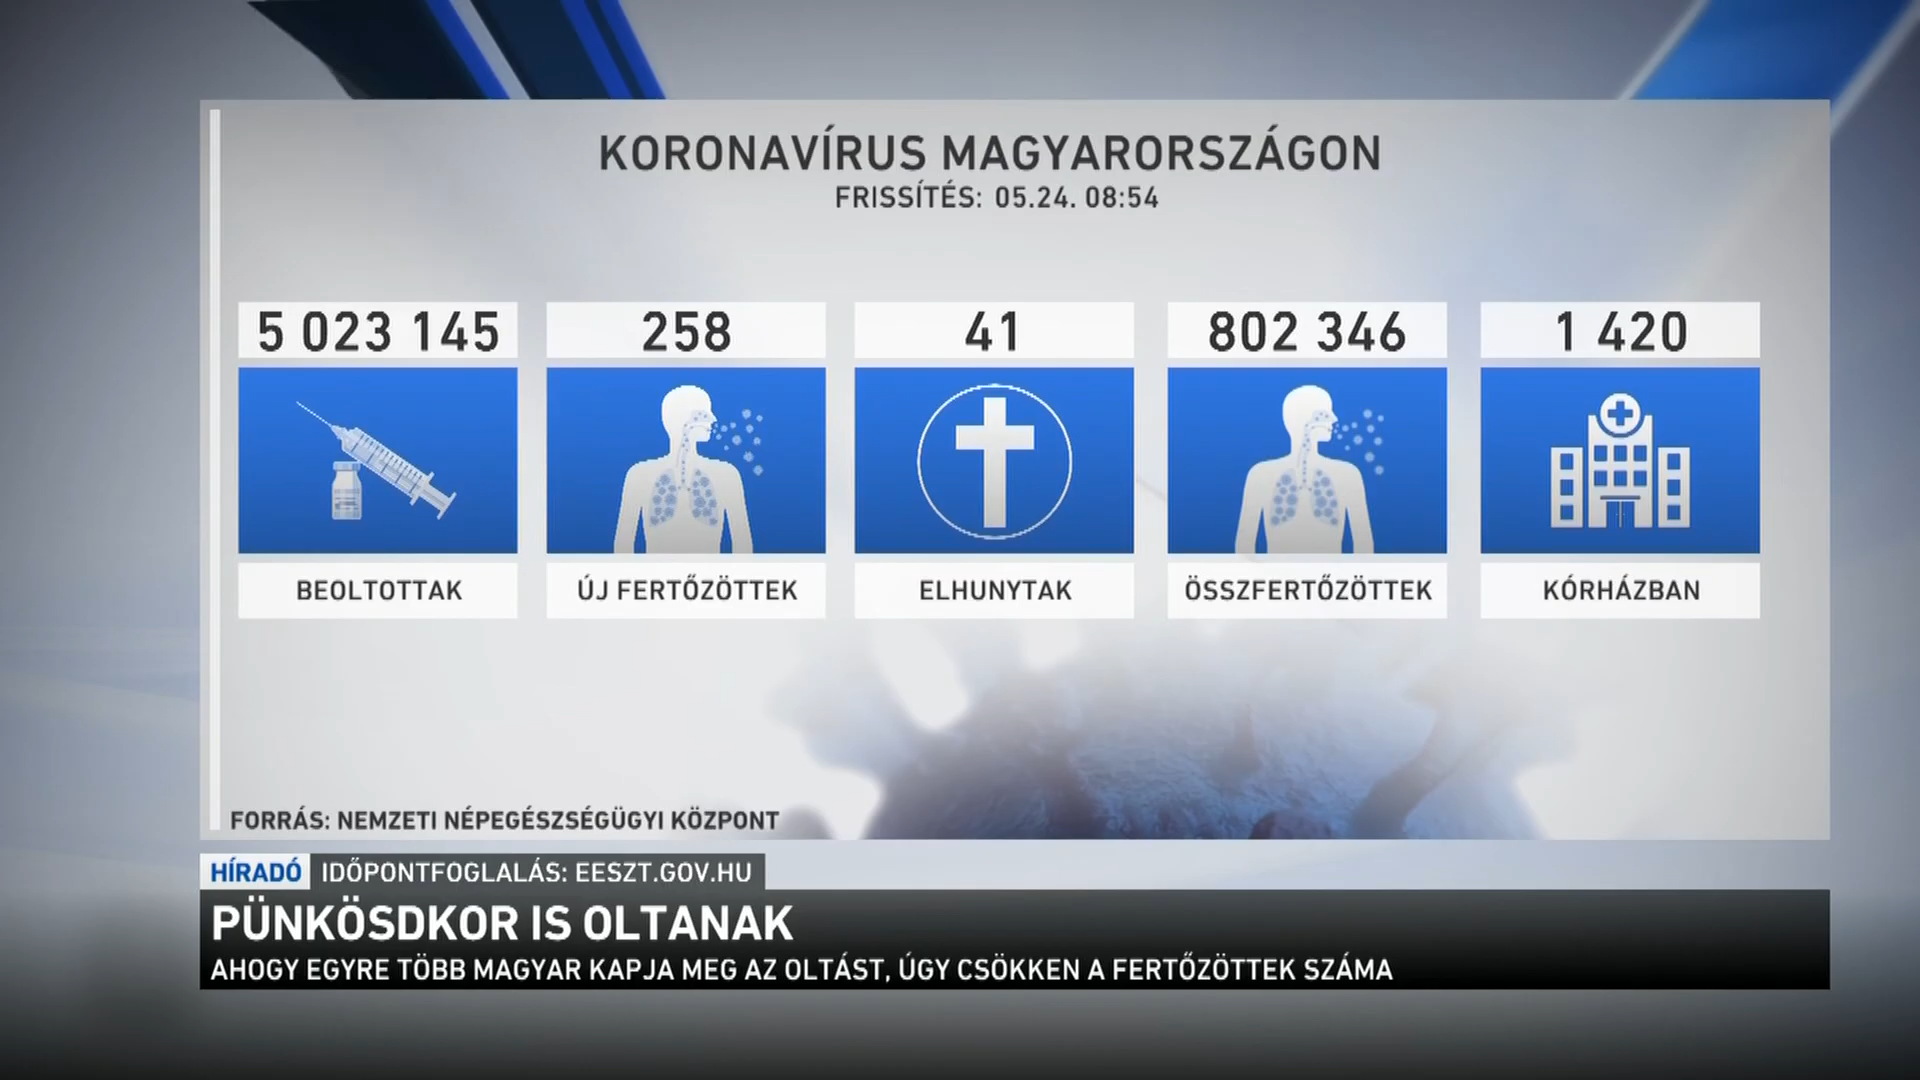 KORONAVÍRUS MAGYARORSZÁGON
FRISSÍTÉS: 05.24. 08:54
5 023 145
258
41
802 346
1 420
BEOLTOTTAK
ÚJ FERTŐZÖTTEK
ELHUNYTAK
ÖSSZFERTŐZÖTTEK
KÓRHÁZBAN
FORRÁS: NEMZETI NÉPEGÉSZSÉGÜGYI KÖZPONT
HÍRADÓ IDŐPONTFOGLALÁS: EESZT.GOV.HU
PÜNKÖSDKOR IS OLTANAK
AHOGY EGYRE TÖBB MAGYAR KAPJA MEG AZ OLTÁST, ÚGY CSÖKKEN A FERTŐZÖTTEK SZÁMA